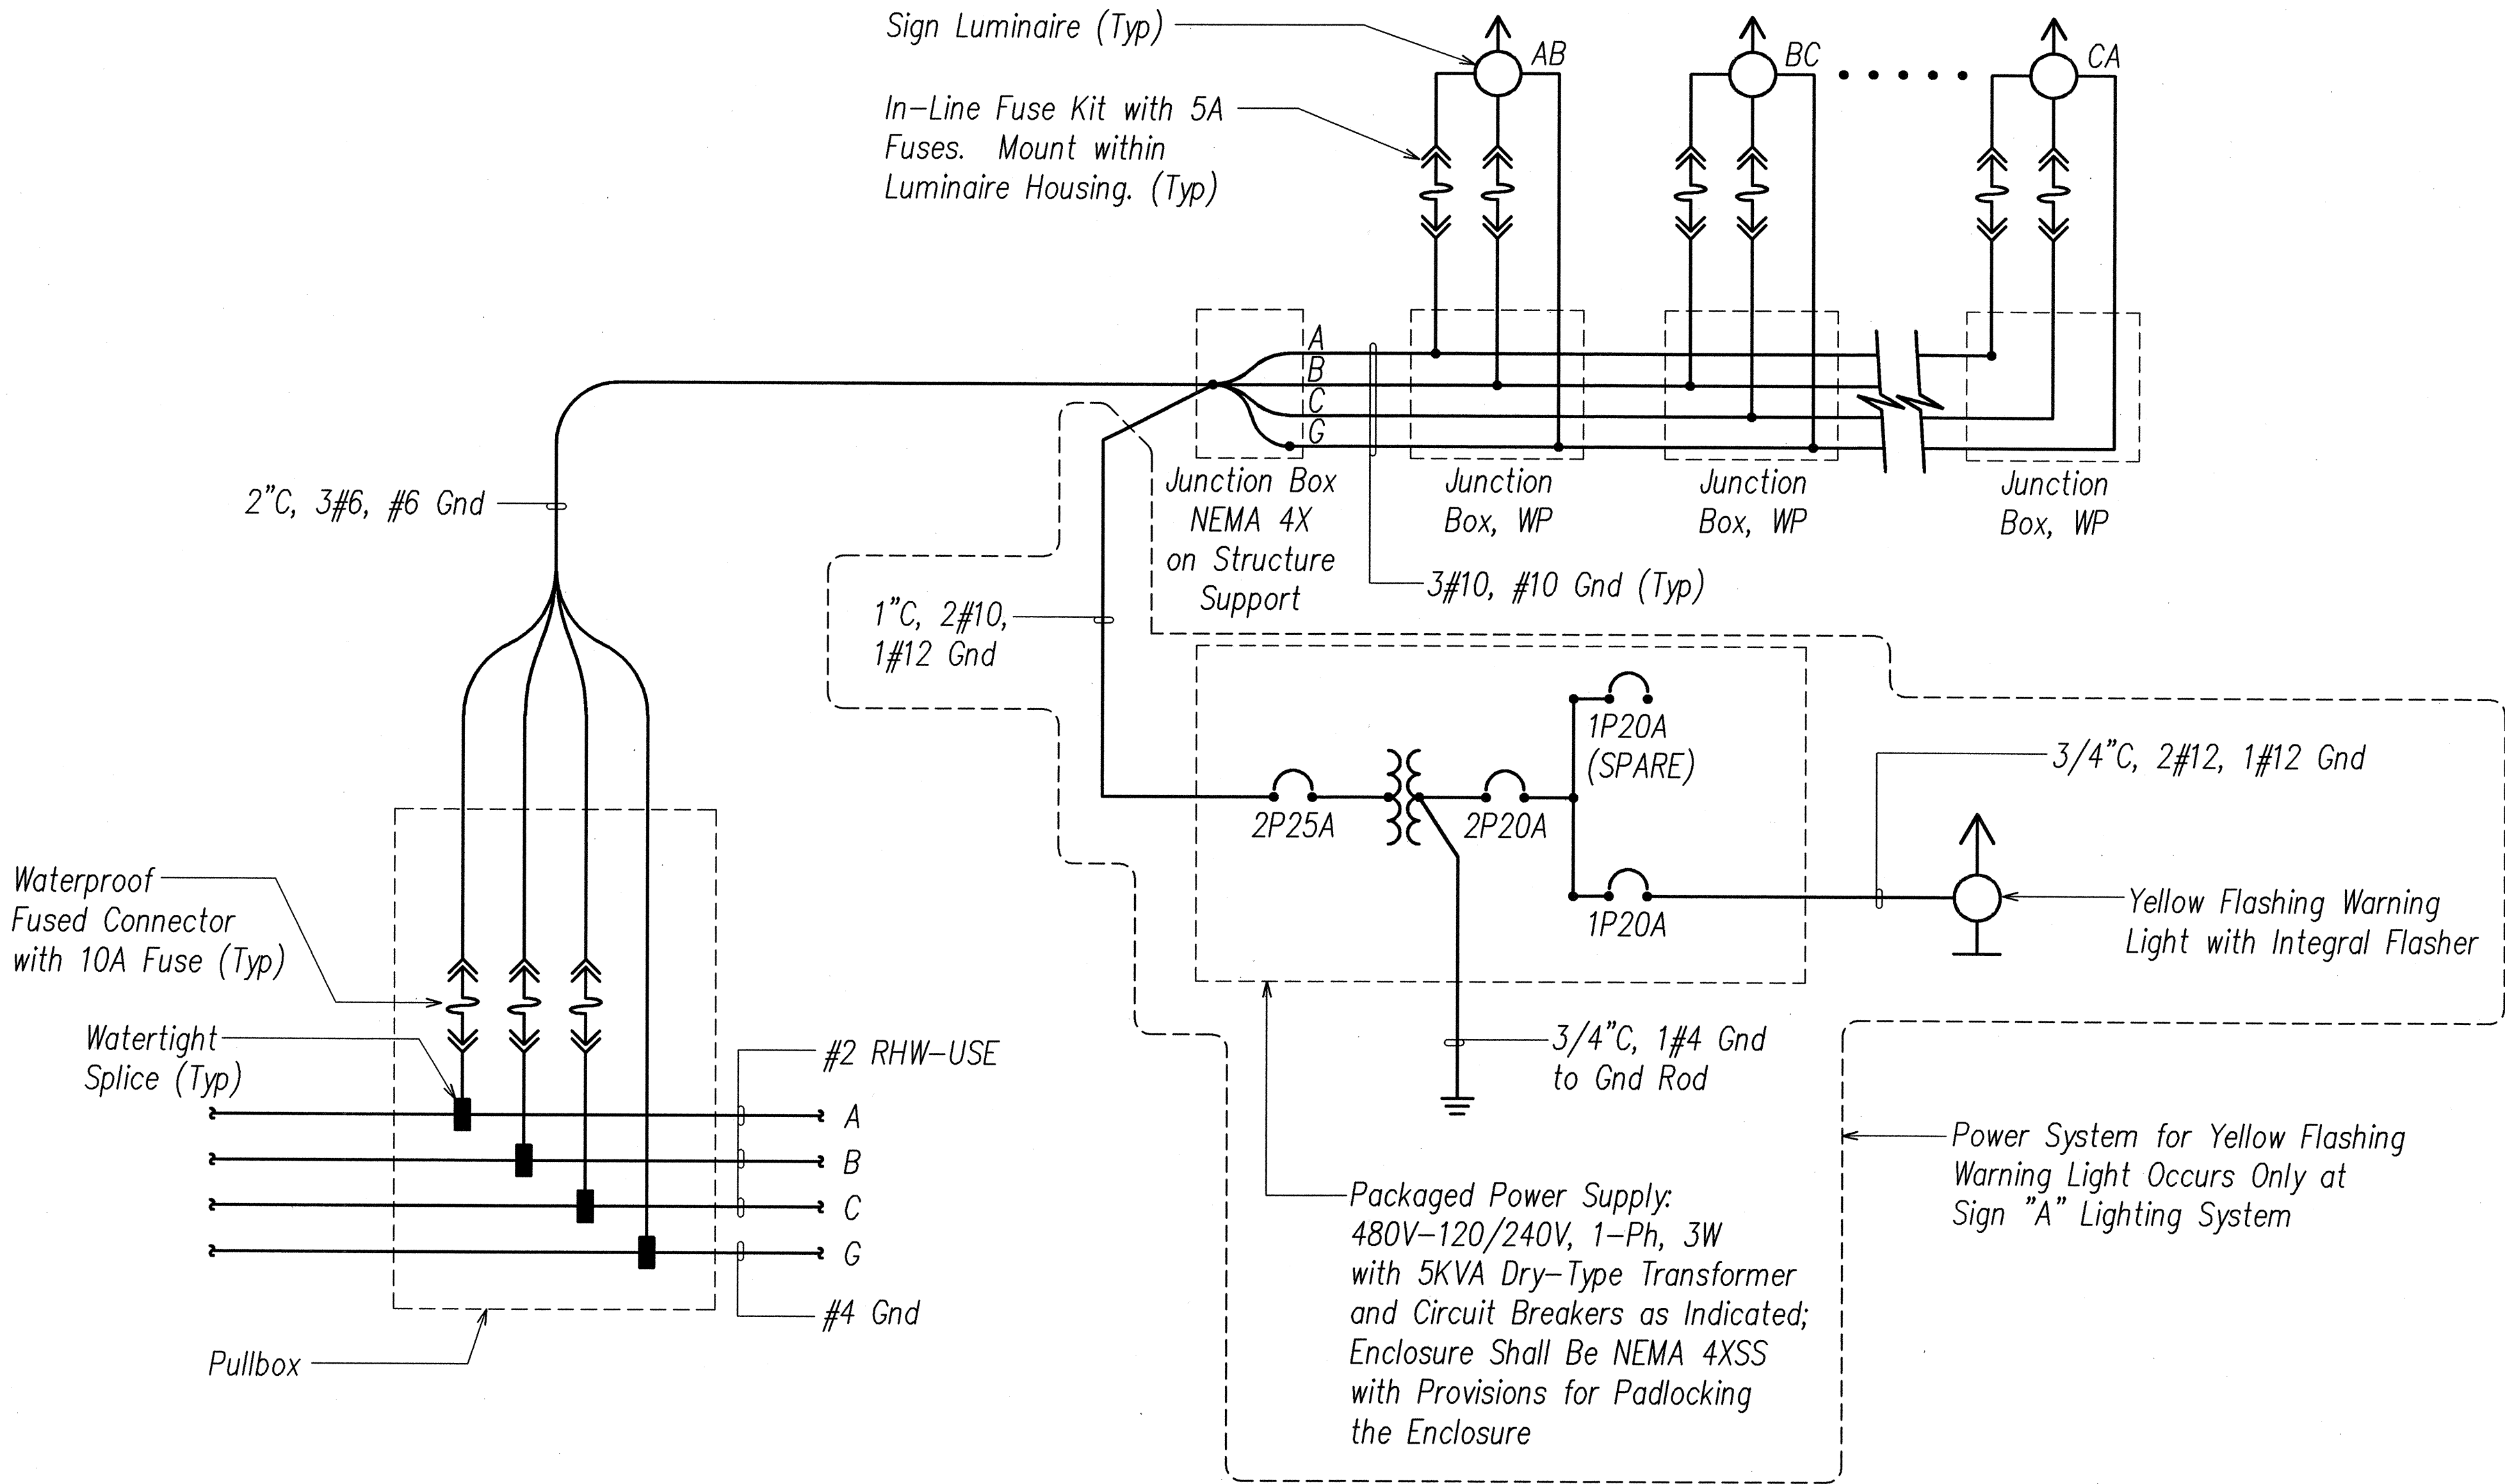 Sign Luminaire (Typ)
AB
BC
CA
In-Line Fuse Kit with 5A
Fuses.  Mount within
Luminaire Housing. (Typ)
A
B
C
G
Junction Box
NEMA 4X
on Structure
Support
Junction
Box, WP
Junction
Box, WP
Junction
Box, WP
2"C, 3#6, #6 Gnd
3#10, #10 Gnd (Typ)
1"C, 2#10,
1#12 Gnd
1P20A
(SPARE)
2P25A
2P20A
1P20A
3/4"C, 2#12, 1#12 Gnd
Yellow Flashing Warning
Light with Integral Flasher
Waterproof
Fused Connector
with 10A Fuse (Typ)
Watertight
Splice (Typ)
#2 RHW-USE
A
B
C
G
#4 Gnd
Pullbox
3/4"C, 1#4 Gnd
to Gnd Rod
Power System for Yellow Flashing
Warning Light Occurs Only at
Sign "A" Lighting System
Packaged Power Supply:
480V-120/240V, 1-Ph, 3W
with 5KVA Dry-Type Transformer
and Circuit Breakers as Indicated;
Enclosure Shall Be NEMA 4XSS
with Provisions for Padlocking
the Enclosure